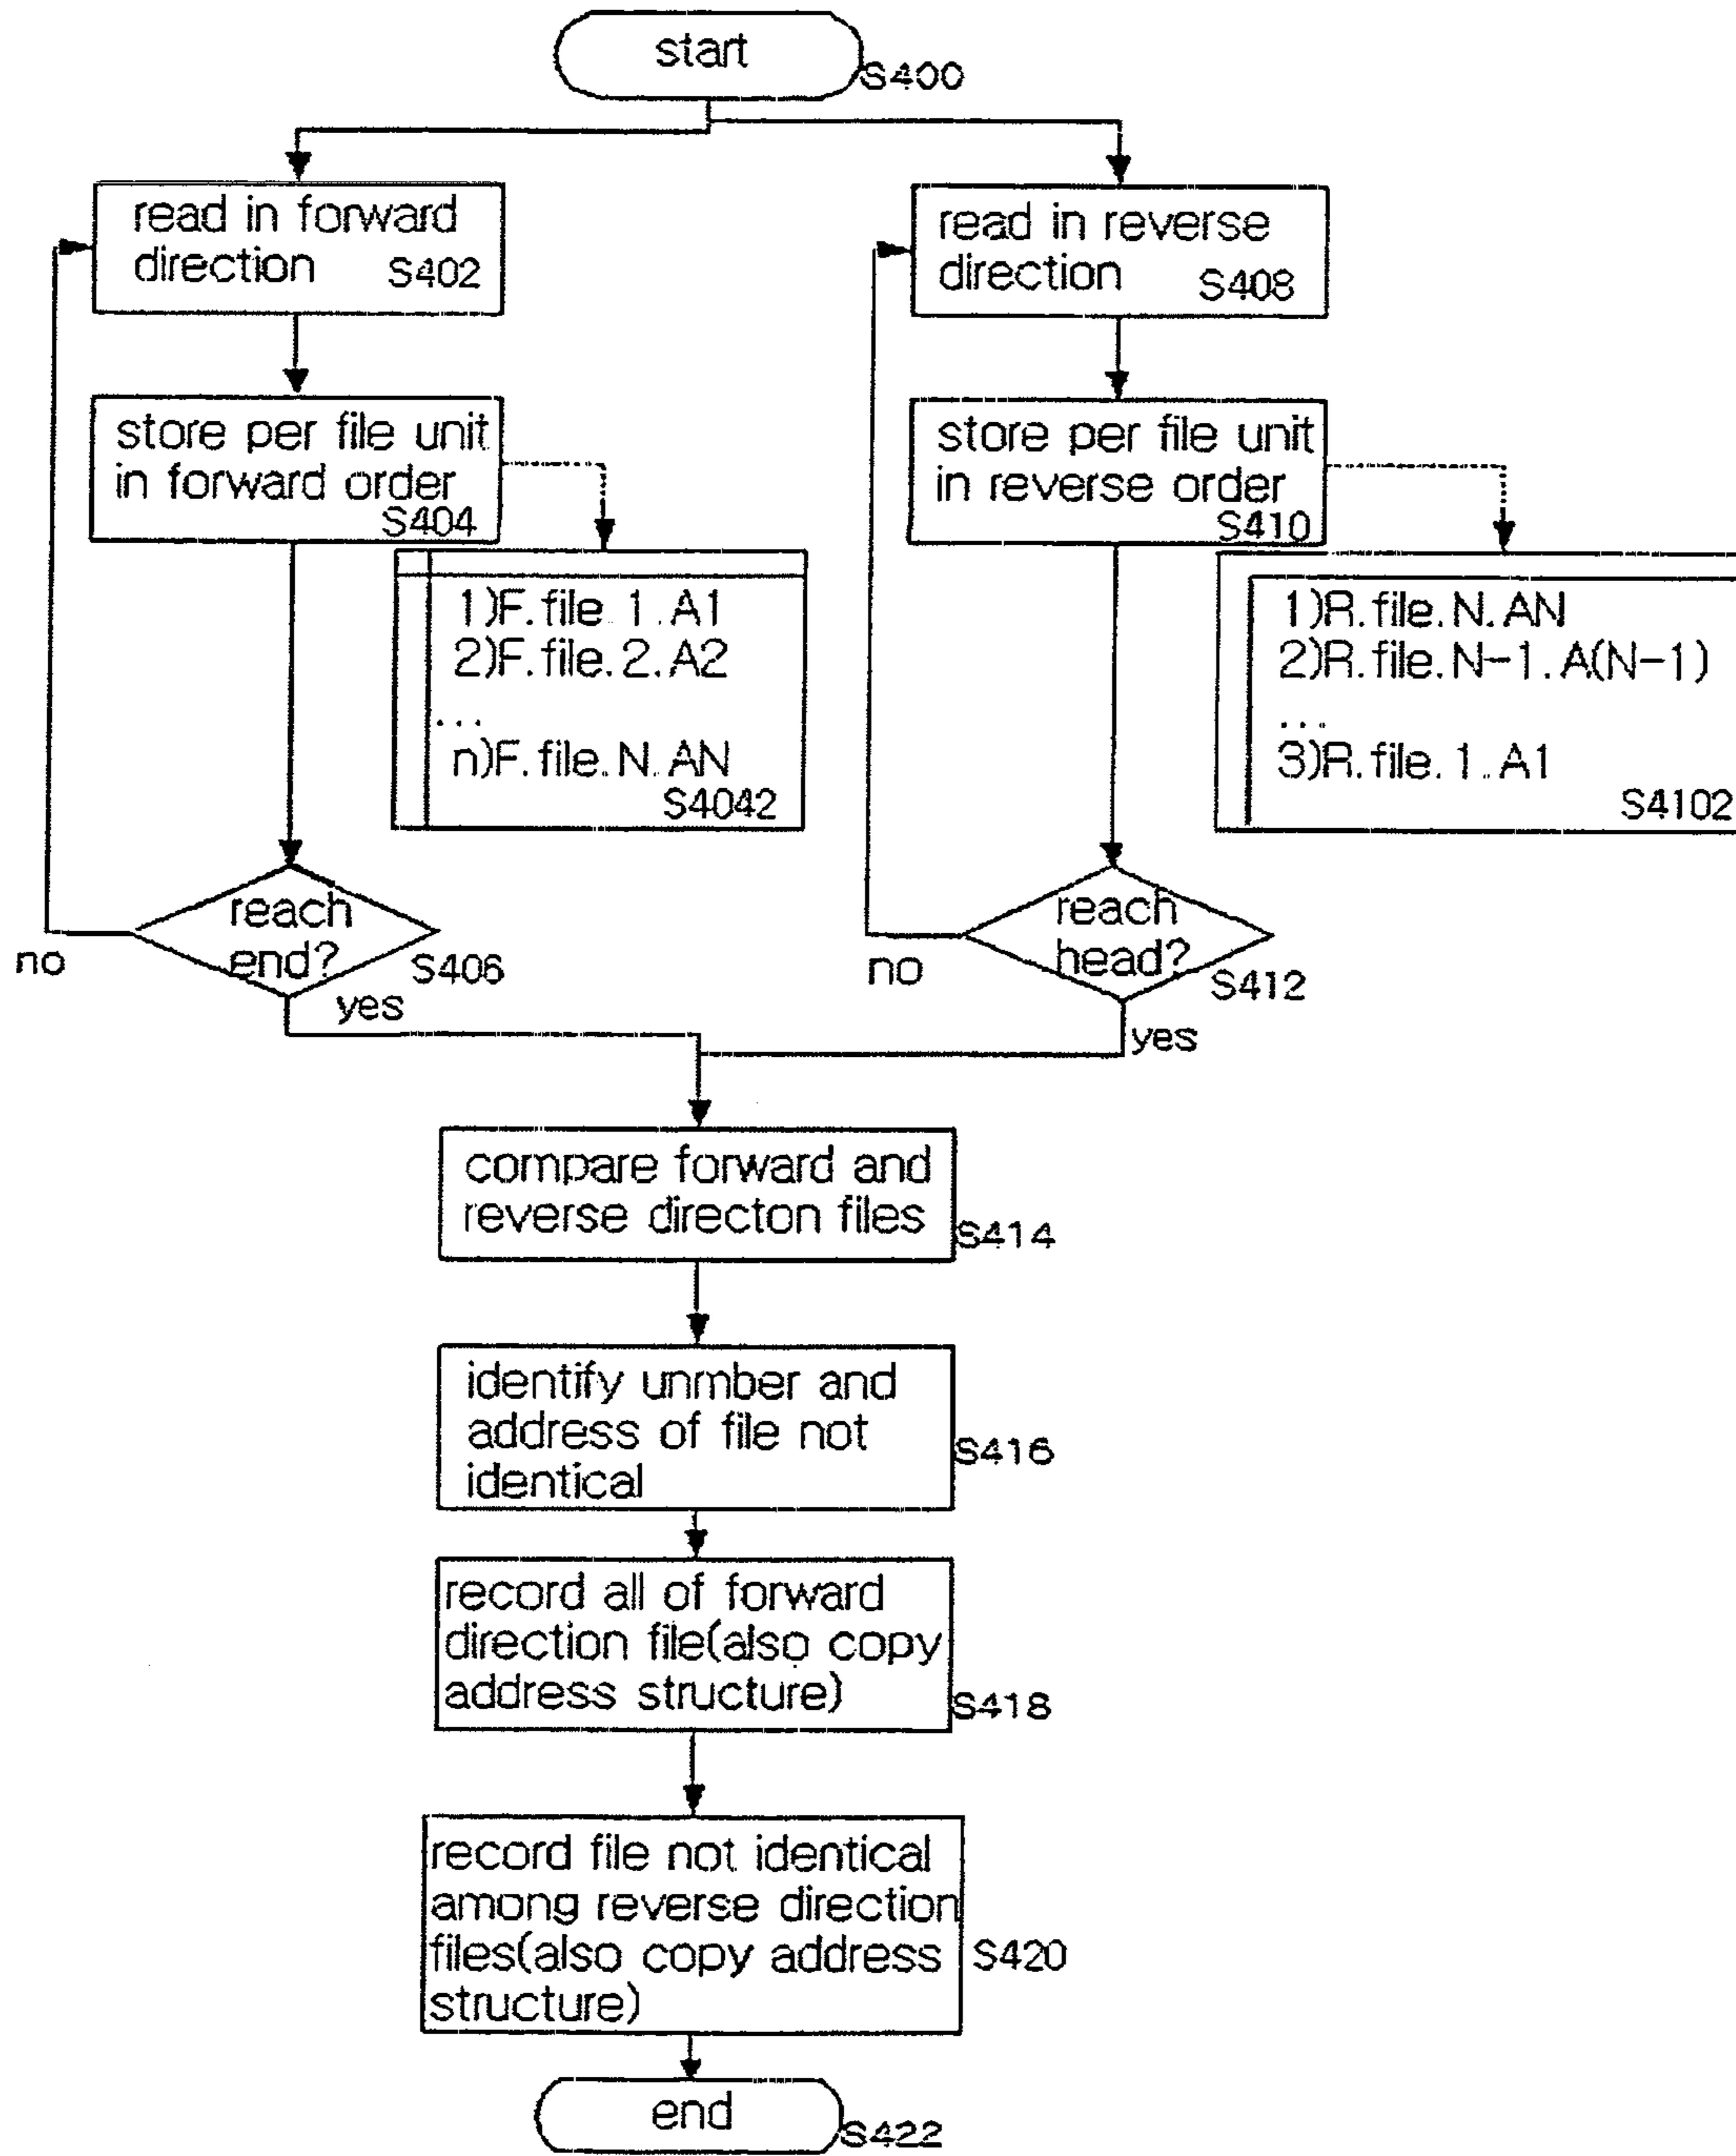 start
S400
read in forward
direction
S402
store per file unit
in forward order
S404
1)F.file.1.A1
2)F.file.2.A2
...
n)F.file.N.AN
S4042
reach
end?
S406
no
yes
read in reverse
direction
S408
store per file unit
in reverse order
S410
1)R.file.N.AN
2)R.file.N-1.A(N-1)
...
3)R.file.1.A1
S4102
reach
head?
S412
no
yes
compare forward and
reverse directon files
S414
identify unmber and
address of file not
identical
S416
record all of forward
direction file(also copy
address structure)
S418
record file not identical
among reverse direction
files(also copy address
structure)
S420
end
S422